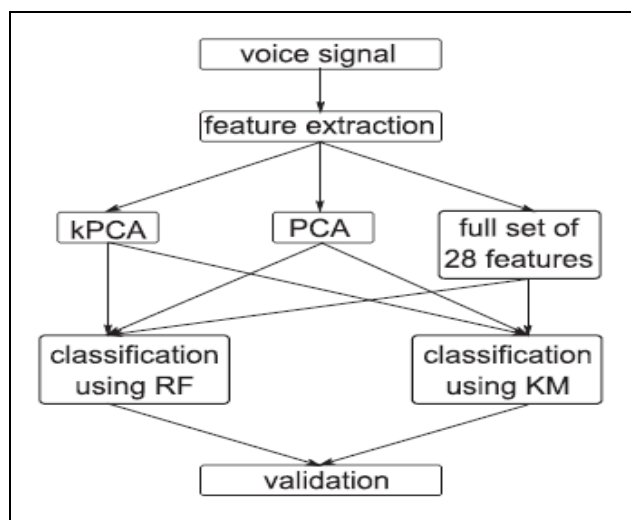 voice signal
feature extraction
kPCA
PCA
full set of
28 features
classification
using RF
classification
using KM
validation